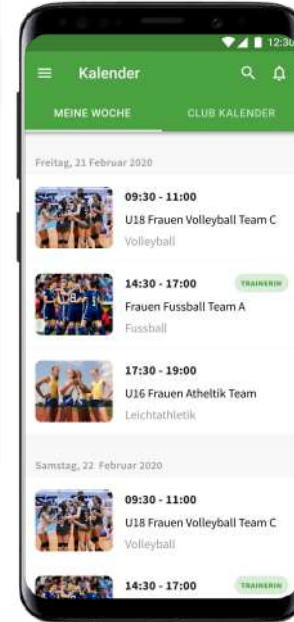 12:30
Kalender
MEINE WOCHE CLUB KALENDER
Freitag, 21 Februar 2020
09:30 - 11:00
U18 Frauen Volleyball Team C
Volleyball
14:30 - 17:00 TRAINERIN
Frauen Fussball Team A
Fussball
17:30 - 19:00
U16 Frauen Atheltik Team
Leichtathletik
Samstag, 22 Februar 2020
09:30 - 11:00
U18 Frauen Volleyball Team C
Volleyball
14:30 - 17:00 TRAINERIN